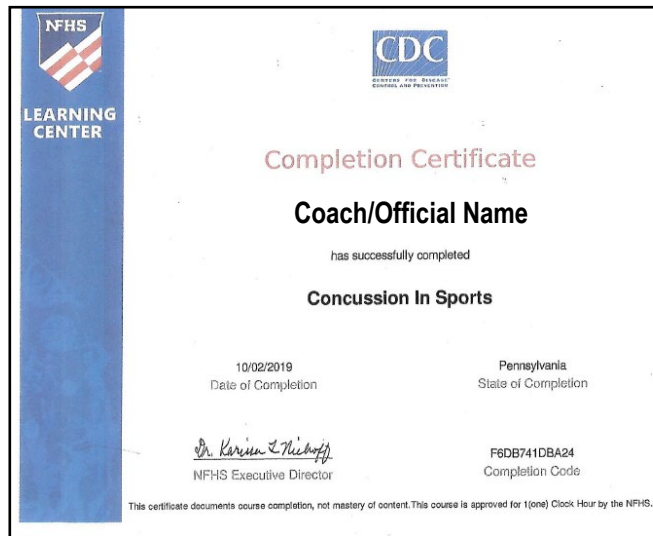 NFHS
LEARNING
CENTER
CDC
CENTERS FOR DISEASE
CONTROL AND PREVENTION
Completion Certificate
Coach/Official Name
has successfully completed
Concussion In Sports
10/02/2019
Date of Completion
Pennsylvania
State of Completion
Dr. Karissa L Niehoff
NFHS Executive Director
F6DB741DBA24
Completion Code
This certificate documents course completion, not mastery of content.This course is approved for 1(one) Clock Hour by the NFHS.